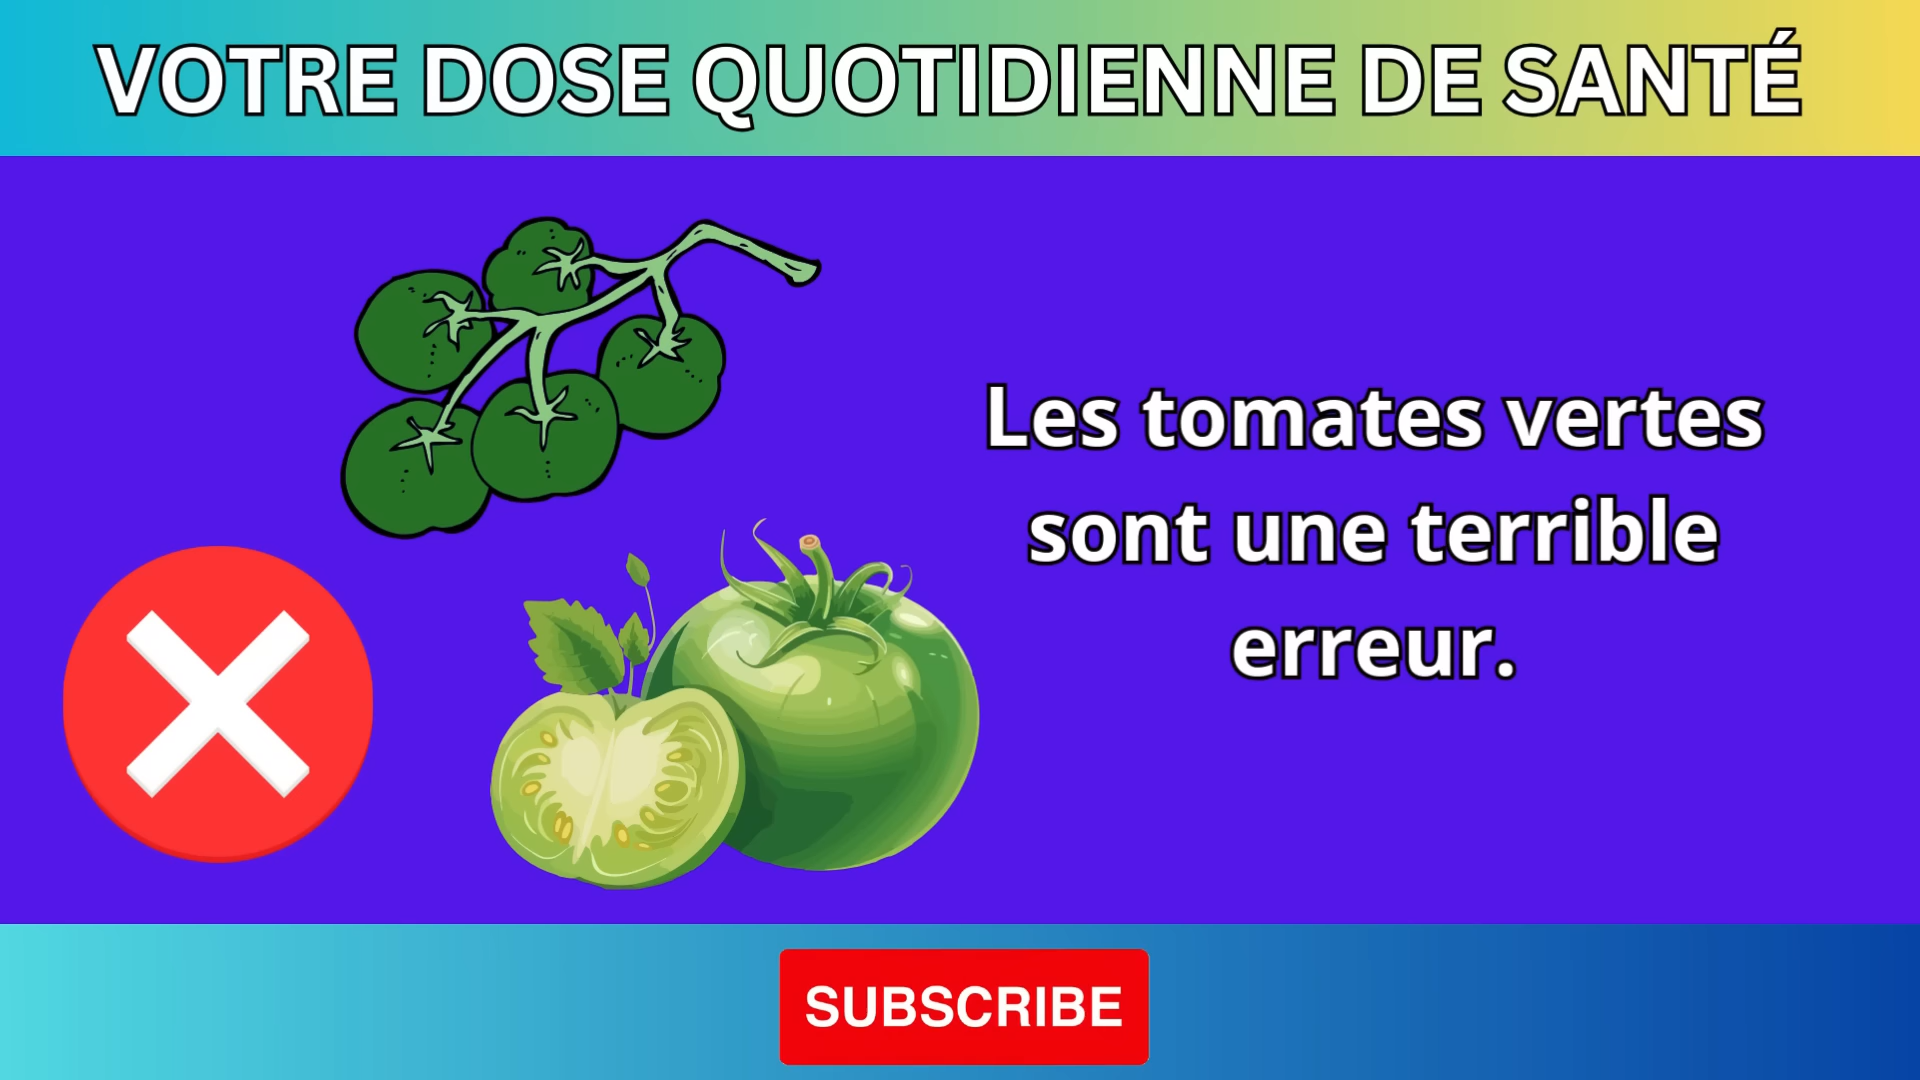 VOTRE DOSE QUOTIDIENNE DE SANTÉ
Les tomates vertes
sont une terrible
erreur.
SUBSCRIBE